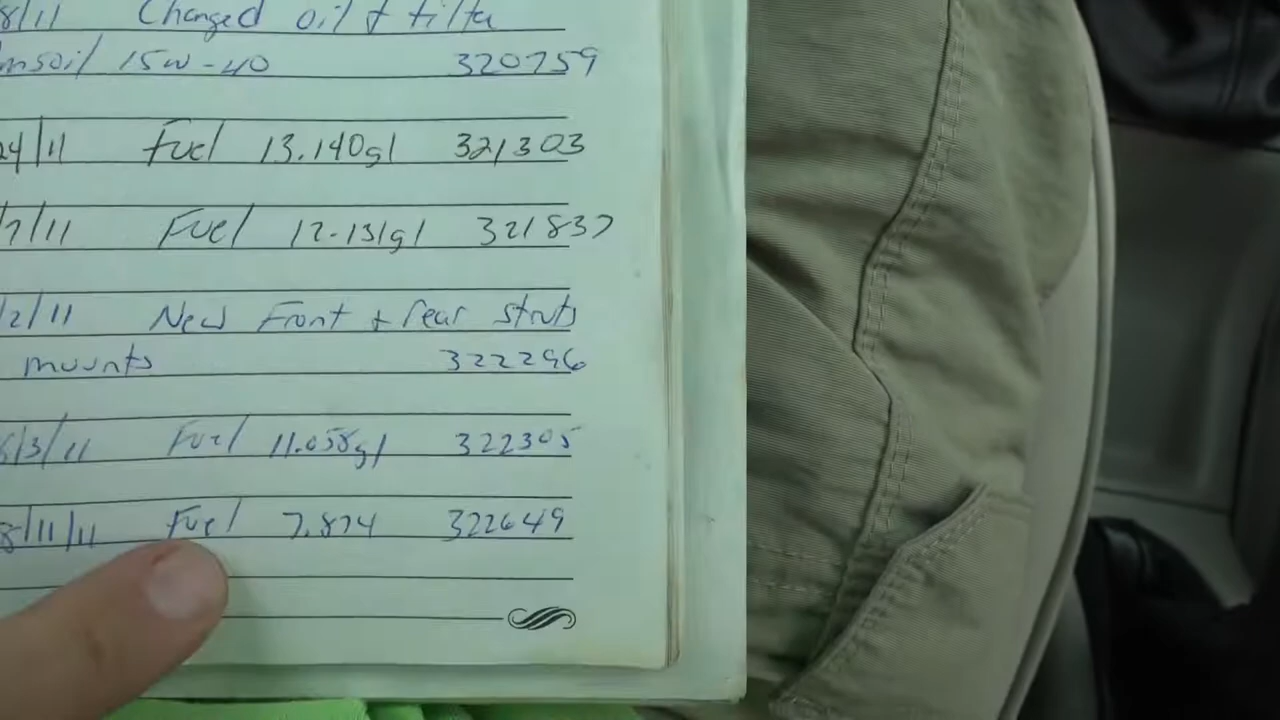 8/11 Changed oil & filter
msoil 15w-40 320759
24/11 Fuel 13.140gl 321303
/7/11 Fuel 12.131gl 321837
/2/11 New Front + rear struts
mounts 322296
/3/11 Fuel 11.058gl 322305
8/11/11 Fuel 7.874 322649